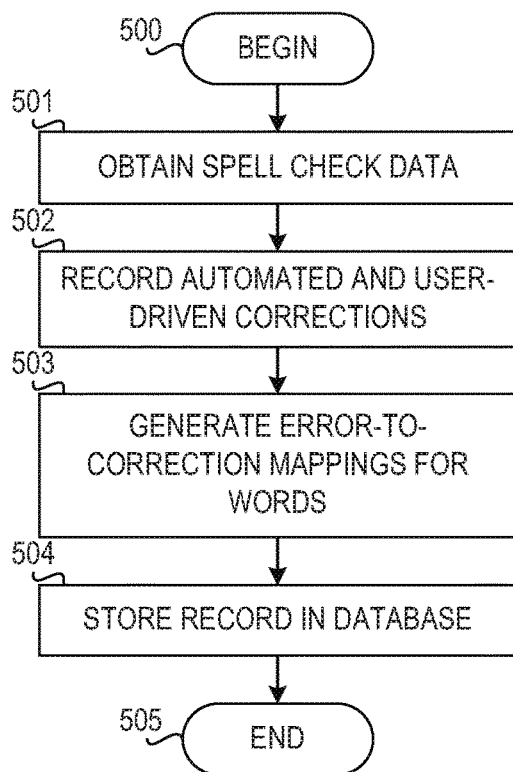 500
BEGIN
501
OBTAIN SPELL CHECK DATA
502
RECORD AUTOMATED AND USER-
DRIVEN CORRECTIONS
503
GENERATE ERROR-TO-
CORRECTION MAPPINGS FOR
WORDS
504
STORE RECORD IN DATABASE
505
END